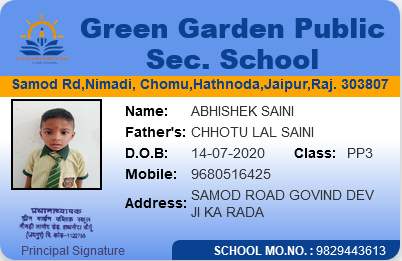 Green Garden Public
Sec. School
Samod Rd,Nimadi, Chomu,Hathnoda,Jaipur,Raj. 303807
Name: ABHISHEK SAINI
Father's: CHHOTU LAL SAINI
D.O.B: 14-07-2020 Class: PP3
Mobile: 9680516425
Address: SAMOD ROAD GOVIND DEV
JI KA RADA
प्रधानाध्यापक
ग्रीन गार्डन पब्लिक स्कूल
Principal Signature
SCHOOL MO.NO. : 9829443613